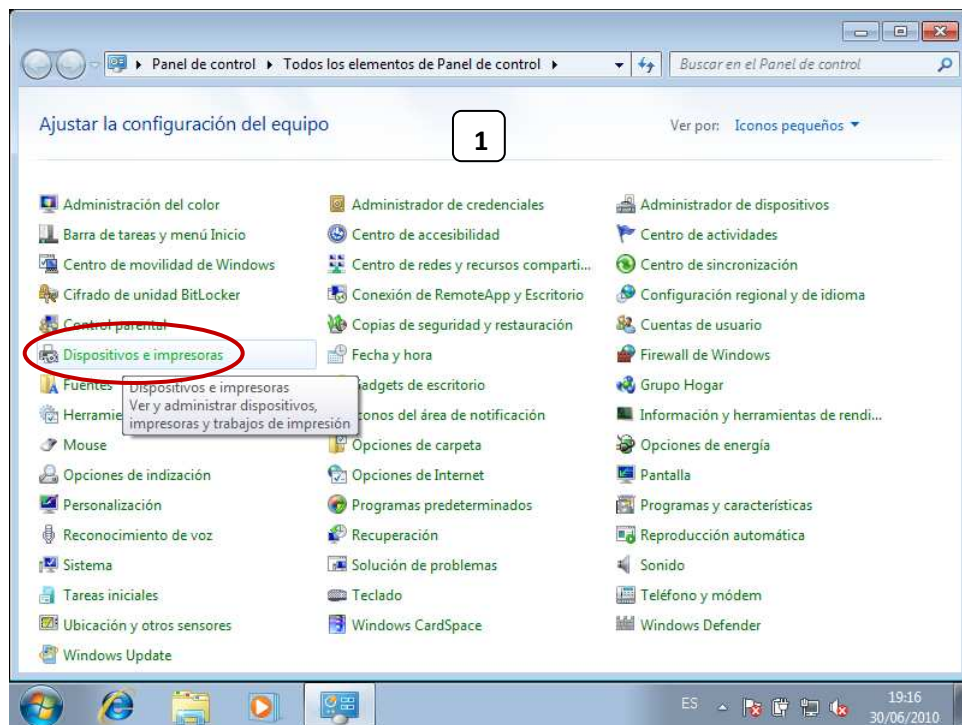 Panel de control ▸ Todos los elementos de Panel de control ▸
Buscar en el Panel de control
Ajustar la configuración del equipo
1
Ver por: Iconos pequeños
Administración del color
Administrador de credenciales
Administrador de dispositivos
Barra de tareas y menú Inicio
Centro de accesibilidad
Centro de actividades
Centro de movilidad de Windows
Centro de redes y recursos comparti...
Centro de sincronización
Cifrado de unidad BitLocker
Conexión de RemoteApp y Escritorio
Configuración regional y de idioma
Control parental
Copias de seguridad y restauración
Cuentas de usuario
Dispositivos e impresoras
Fecha y hora
Firewall de Windows
Fuentes
Dispositivos e impresoras
Ver y administrar dispositivos,
impresoras y trabajos de impresión
Gadgets de escritorio
Grupo Hogar
Herramie
conos del área de notificación
Información y herramientas de rendi...
Mouse
Opciones de carpeta
Opciones de energía
Opciones de indización
Opciones de Internet
Pantalla
Personalización
Programas predeterminados
Programas y características
Reconocimiento de voz
Recuperación
Reproducción automática
Sistema
Solución de problemas
Sonido
Tareas iniciales
Teclado
Teléfono y módem
Ubicación y otros sensores
Windows CardSpace
Windows Defender
Windows Update
ES
19:16
30/06/2010